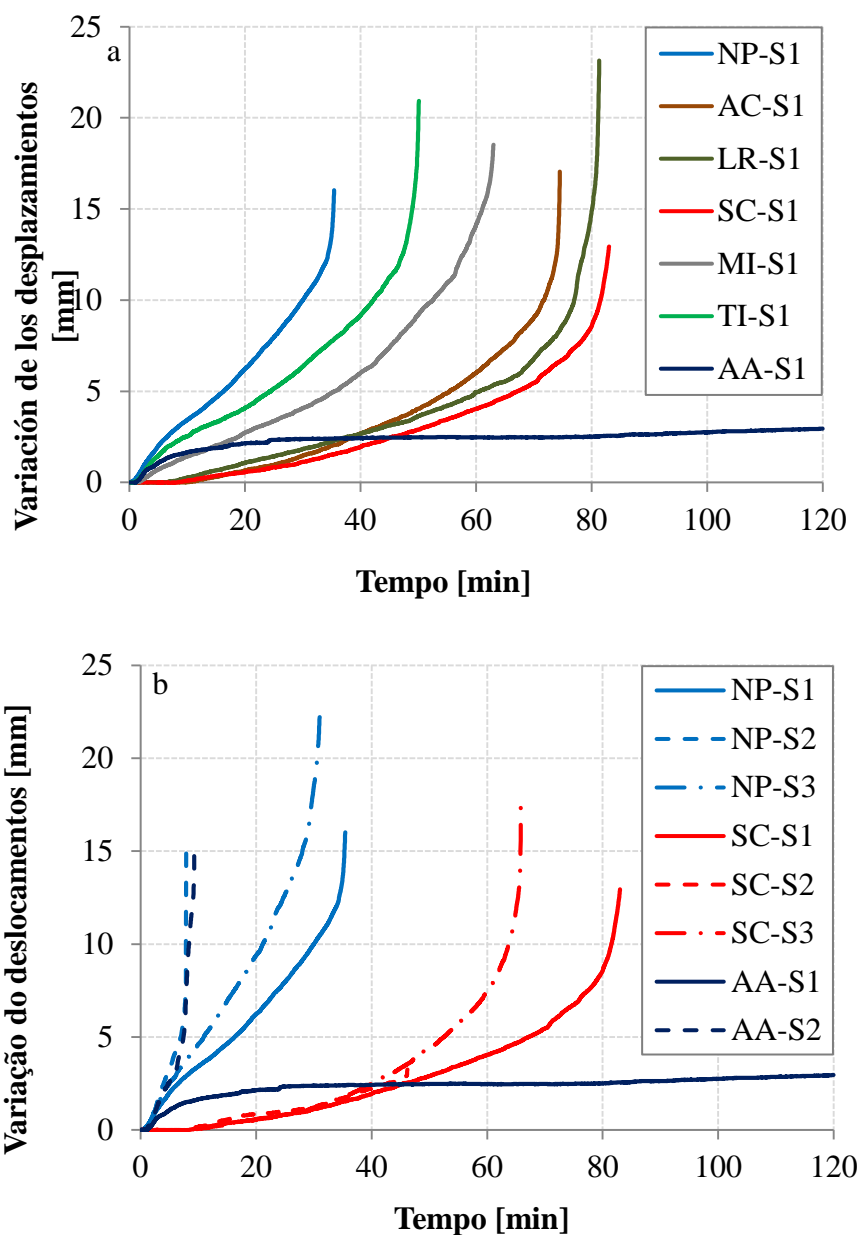 a
25
20
15
10
5
0
0 20 40 60 80 100 120
Variación de los desplazamientos
[mm]
Tempo [min]
NP-S1
AC-S1
LR-S1
SC-S1
MI-S1
TI-S1
AA-S1
b
25
20
15
10
5
0
0 20 40 60 80 100 120
Variação do deslocamentos [mm]
Tempo [min]
NP-S1
NP-S2
NP-S3
SC-S1
SC-S2
SC-S3
AA-S1
AA-S2